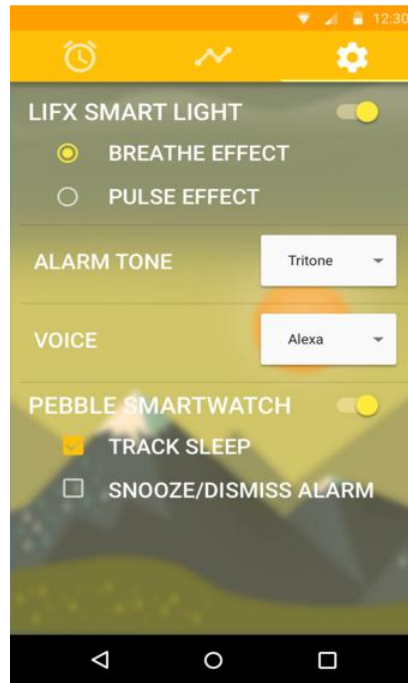 12:30
LIFX SMART LIGHT
BREATHE EFFECT
PULSE EFFECT
ALARM TONE
Tritone
VOICE
Alexa
PEBBLE SMARTWATCH
TRACK SLEEP
SNOOZE/DISMISS ALARM